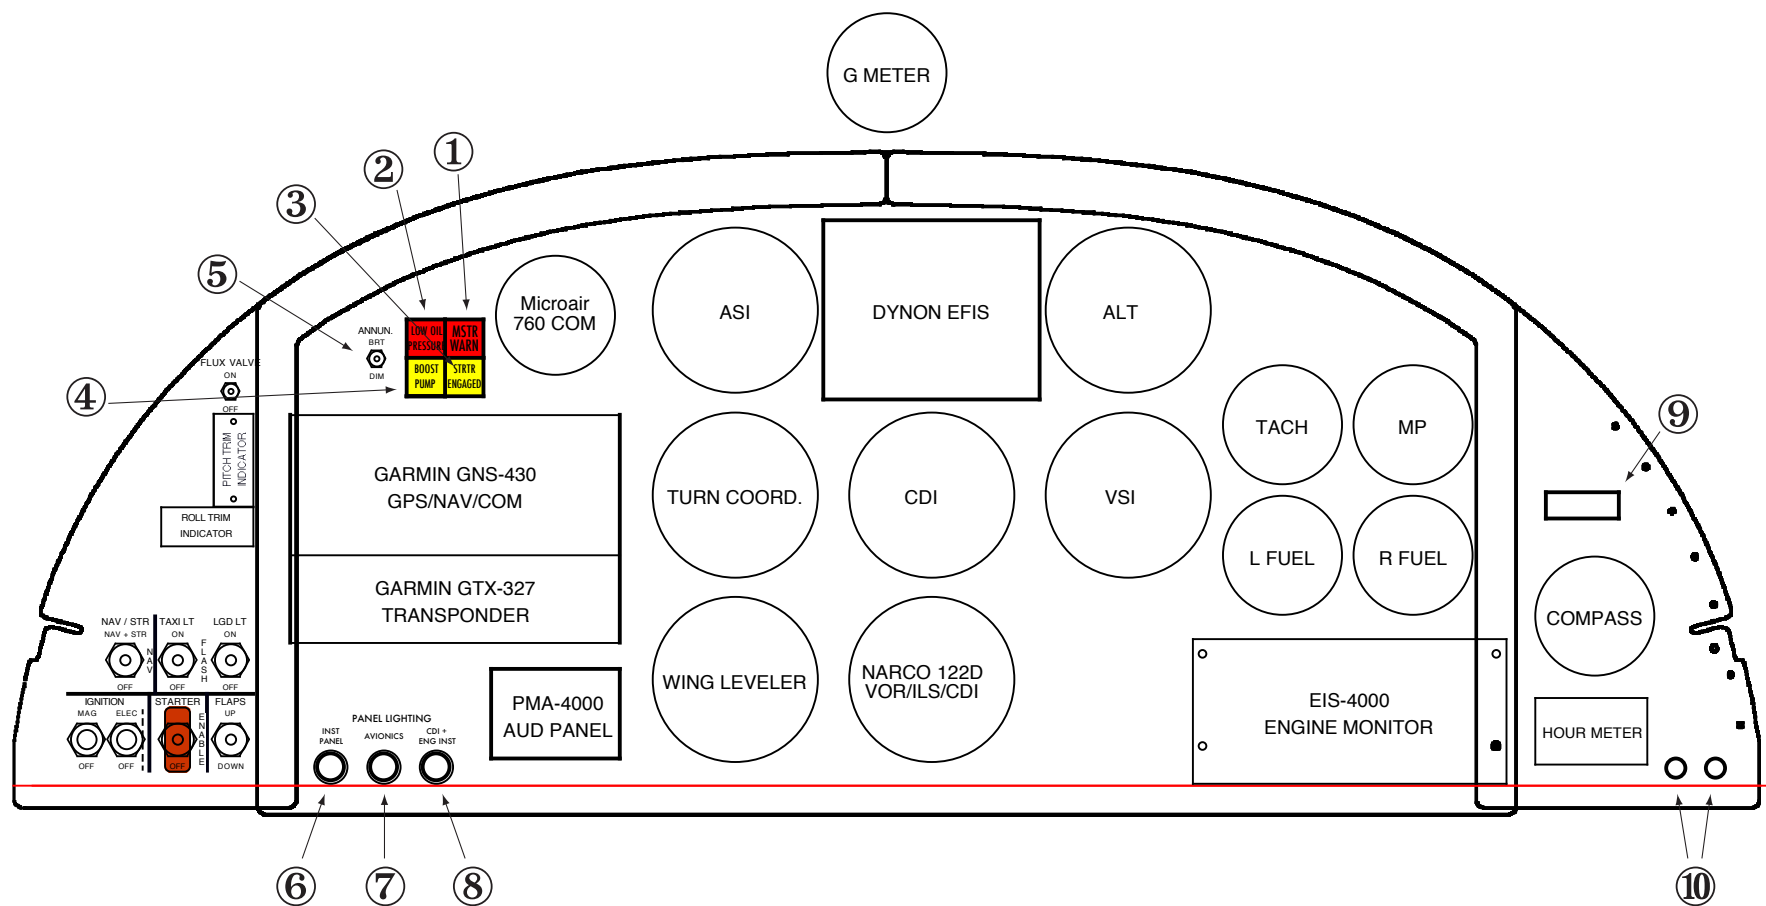 G METER
①
②
③
⑤
④
ANNUN.
BRT
DIM
LOW OIL
PRESSURE
MSTR
WARN
BOOST
PUMP
STRTR
ENGAGED
Microair
760 COM
ASI
DYNON EFIS
ALT
FLUX VALVE
ON
OFF
PITCH TRIM
INDICATOR
ROLL TRIM
INDICATOR
GARMIN GNS-430
GPS/NAV/COM
GARMIN GTX-327
TRANSPONDER
TURN COORD.
CDI
VSI
TACH
MP
L FUEL
R FUEL
⑨
COMPASS
NAV / STR
NAV + STR
NAV
OFF
TAXI LT
ON
OFF
FLASH
LGD LT
ON
OFF
IGNITION
MAG
OFF
ELEC
OFF
STARTER
ENABLE
OFF
FLAPS
UP
DOWN
PANEL LIGHTING
INST
PANEL
AVIONICS
CDI +
ENG INST
PMA-4000
AUD PANEL
WING LEVELER
NARCO 122D
VOR/ILS/CDI
EIS-4000
ENGINE MONITOR
HOUR METER
⑥
⑦
⑧
⑩